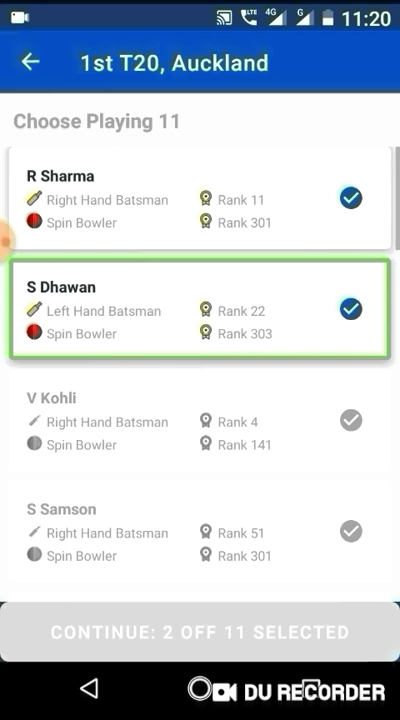 LTE 4G G 11:20
1st T20, Auckland
Choose Playing 11
R Sharma
Right Hand Batsman Rank 11
Spin Bowler Rank 301
S Dhawan
Left Hand Batsman Rank 22
Spin Bowler Rank 303
V Kohli
Right Hand Batsman Rank 4
Spin Bowler Rank 141
S Samson
Right Hand Batsman Rank 51
Spin Bowler Rank 301
CONTINUE: 2 OFF 11 SELECTED
DU RECORDER